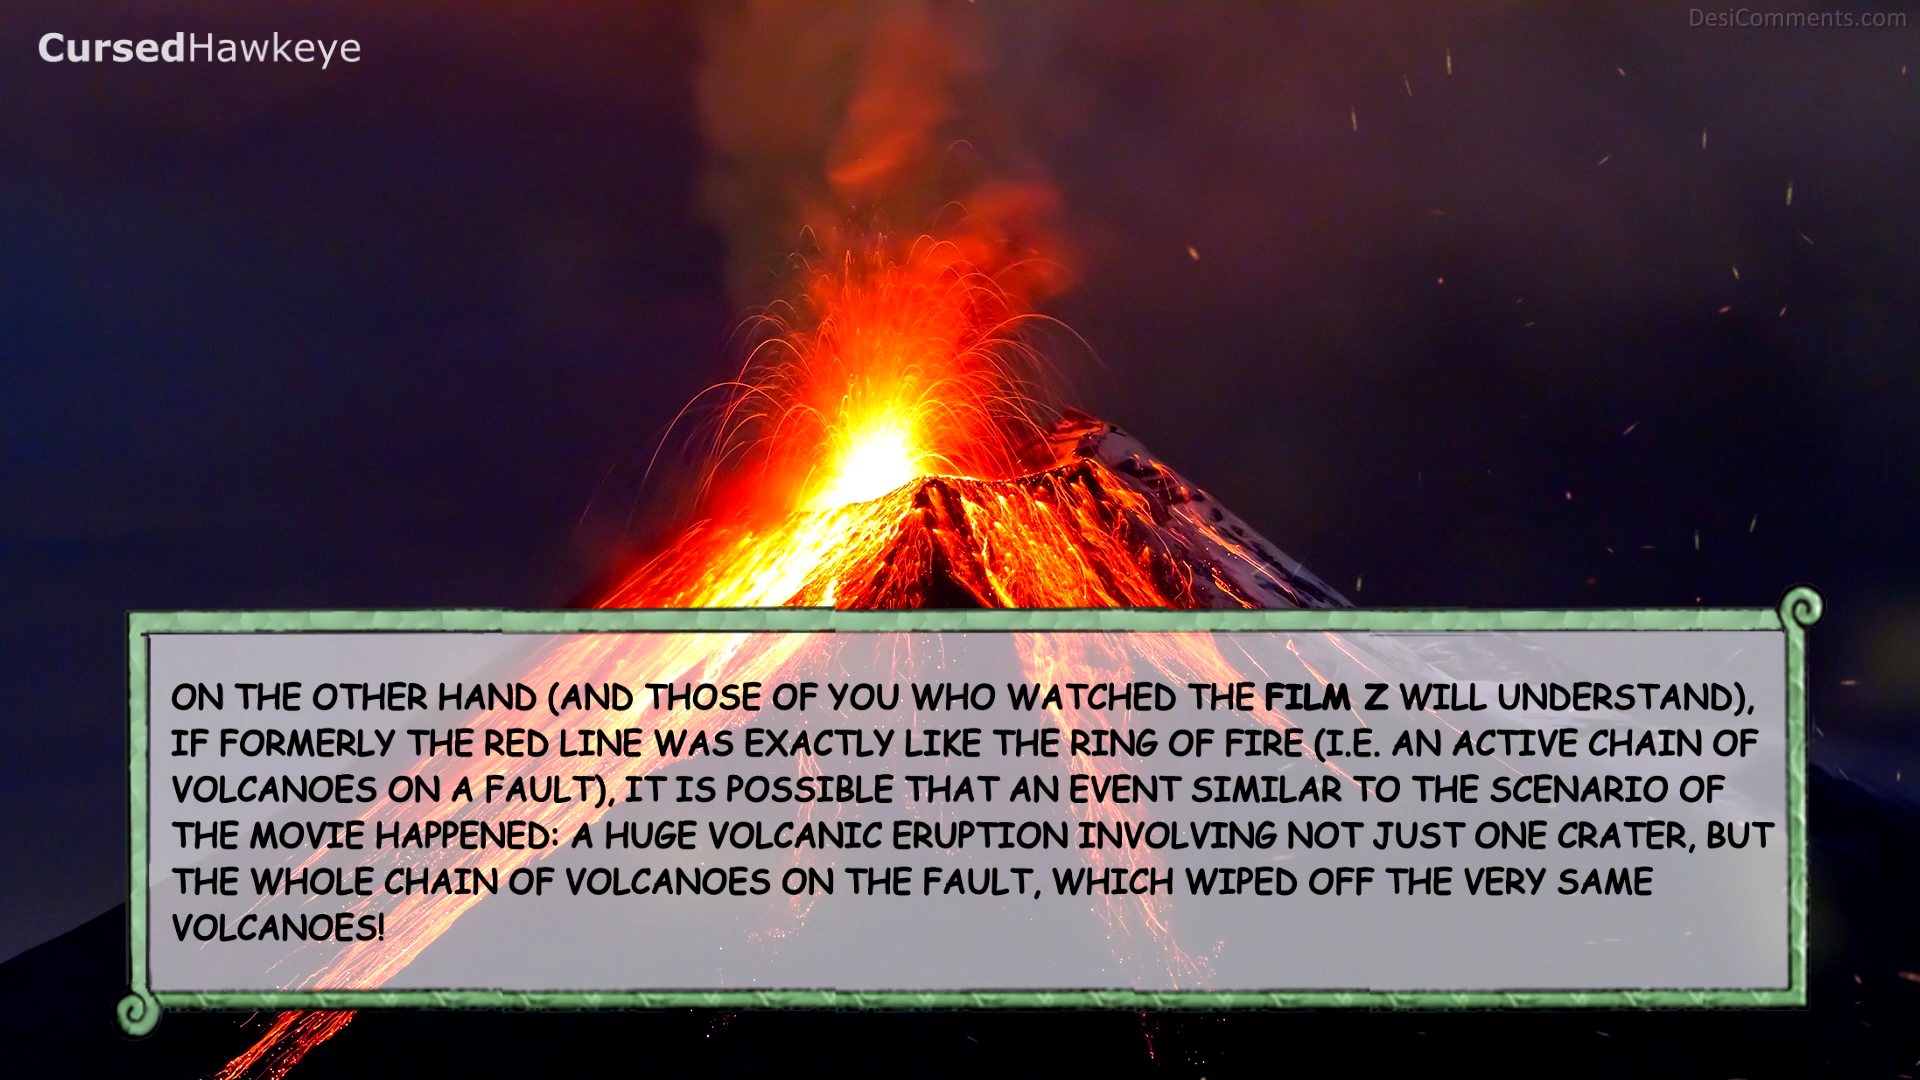 DesiComments.com
CursedHawkeye
ON THE OTHER HAND (AND THOSE OF YOU WHO WATCHED THE FILM Z WILL UNDERSTAND),
IF FORMERLY THE RED LINE WAS EXACTLY LIKE THE RING OF FIRE (I.E. AN ACTIVE CHAIN OF
VOLCANOES ON A FAULT), IT IS POSSIBLE THAT AN EVENT SIMILAR TO THE SCENARIO OF
THE MOVIE HAPPENED: A HUGE VOLCANIC ERUPTION INVOLVING NOT JUST ONE CRATER, BUT
THE WHOLE CHAIN OF VOLCANOES ON THE FAULT, WHICH WIPED OFF THE VERY SAME
VOLCANOES!